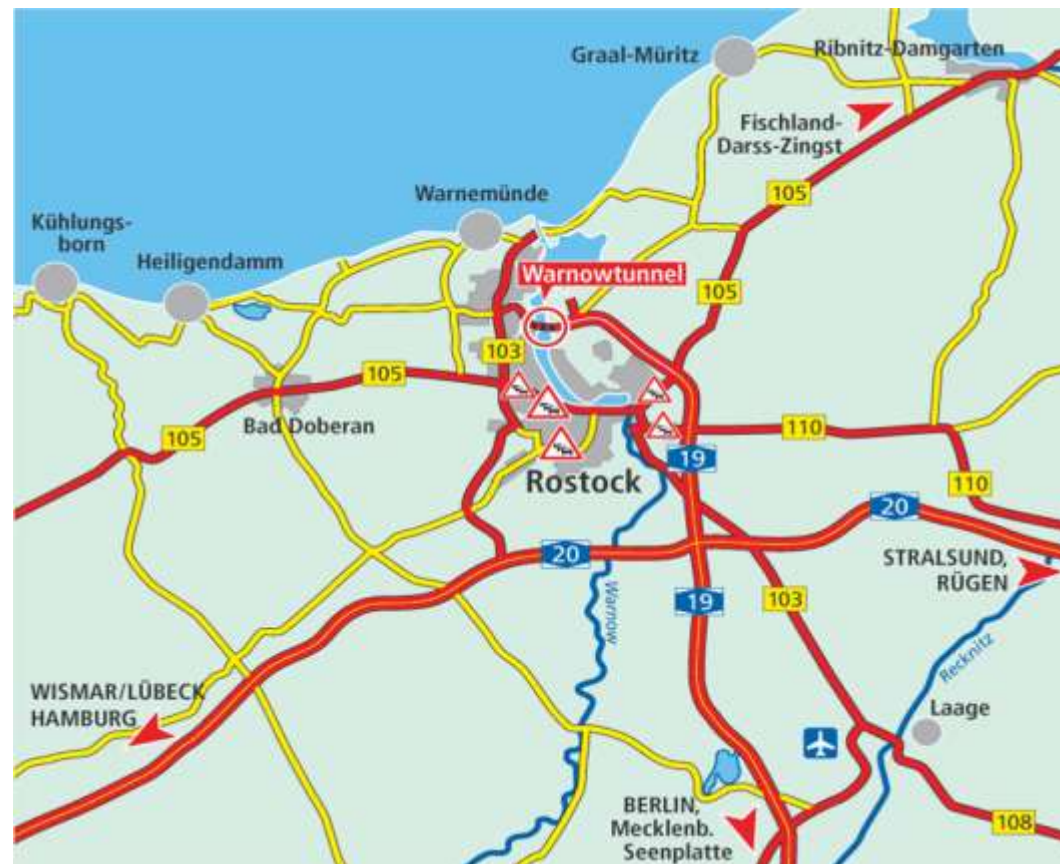 Graal-Müritz
Ribnitz-Damgarten
Fischland-
Darss-Zingst
105
Warnemünde
Kühlungs-
born
Heiligendamm
Warnowtunnel
105
103
105
105
Bad Doberan
110
19
110
Rostock
20
20
STRALSUND,
RÜGEN
Warnow
19
103
Recknitz
WISMAR/LÜBECK
HAMBURG
Laage
BERLIN,
Mecklenb.
Seenplatte
108